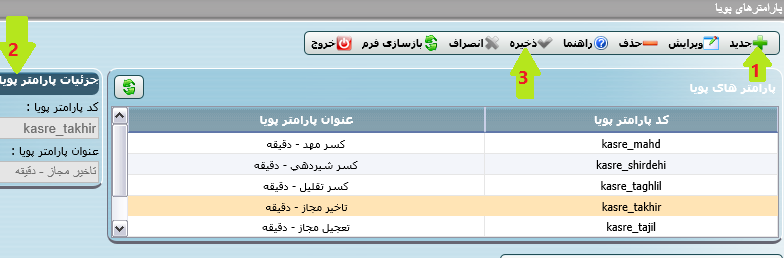 پارامترهای پویا
جدید ویرایش حذف راهنما ذخیره انصراف بازسازی فرم خروج
1
3
2
پارامتر های پویا
کد پارامتر پویا عنوان پارامتر پویا
kasre_mahd کسر مهد - دقیقه
kasre_shirdehi کسر شیردهی - دقیقه
kasre_taghlil کسر تقلیل - دقیقه
kasre_takhir تاخیر مجاز - دقیقه
kasre_tajil تعجیل مجاز - دقیقه
جزئیات پارامتر پویا
کد پارامتر پویا :
kasre_takhir
عنوان پارامتر پویا :
تاخیر مجاز - دقیقه